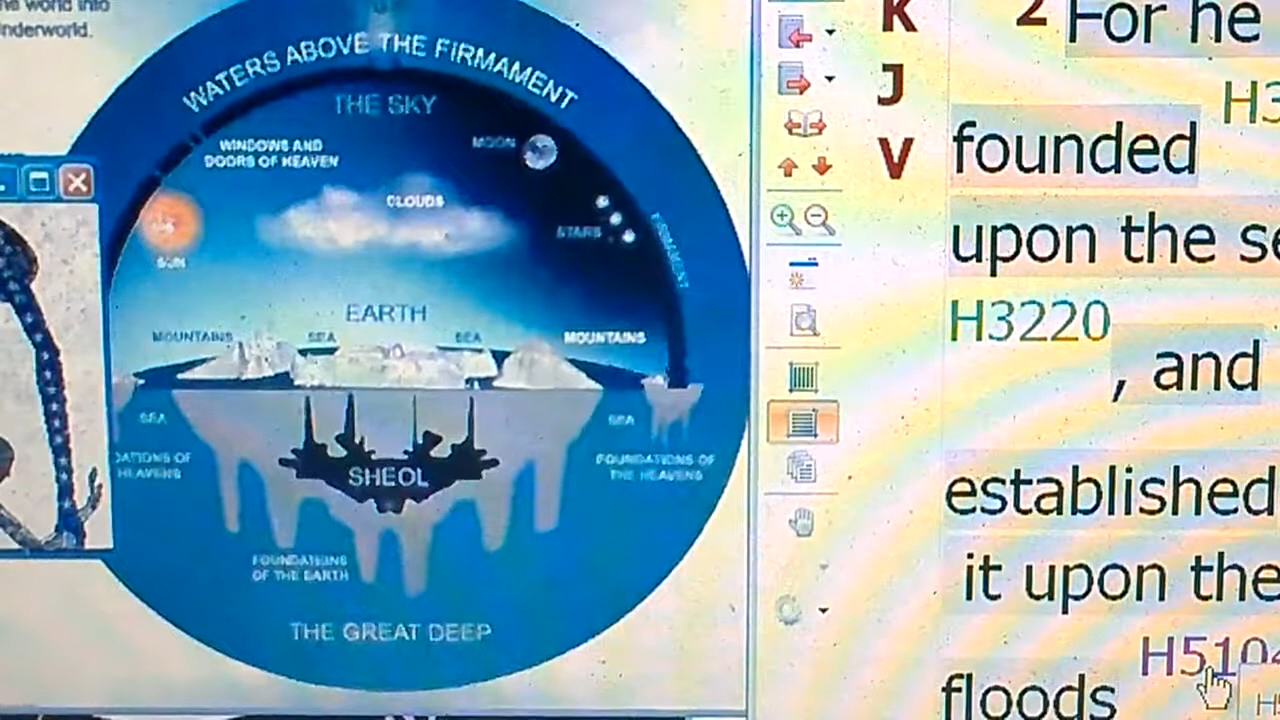 he world into
nderworld.
WATERS ABOVE THE FIRMAMENT
THE SKY
WINDOWS AND
DOORS OF HEAVEN
MOON
CLOUDS
STARS
FIRMAMENT
SUN
EARTH
MOUNTAINS
SEA
SEA
MOUNTAINS
SEA
SEA
DATIONS OF
HEAVENS
SHEOL
FOUNDATIONS OF
THE HEAVENS
FOUNDATIONS
OF THE EARTH
THE GREAT DEEP
K
J
V
2 For he
H3
founded
upon the se
H3220
, and
established
it upon the
H5104
floods